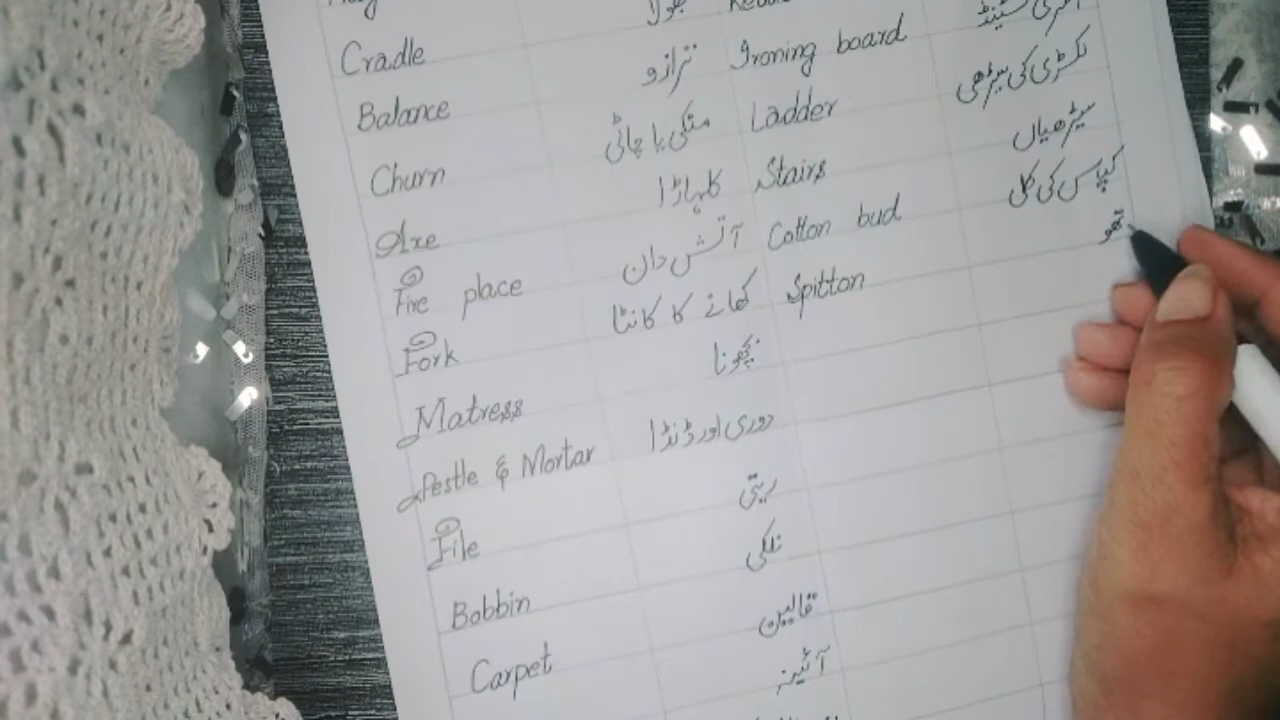 Cradle جھولا
Balance ترازو Ironing board
Churn مٹکی یا چاٹی Ladder لکڑی کی سیڑھی
Axe کلہاڑا Stairs سیڑھیاں
Fire place آتش دان Cotton bud کپاس کی کلی
Fork کھانے کا کانٹا Spitton تھو
Matress بچھونا
Pestle & Mortar دوری اور ڈنڈا
File ریتی
Bobbin نلکی
Carpet قالین
آئینہ